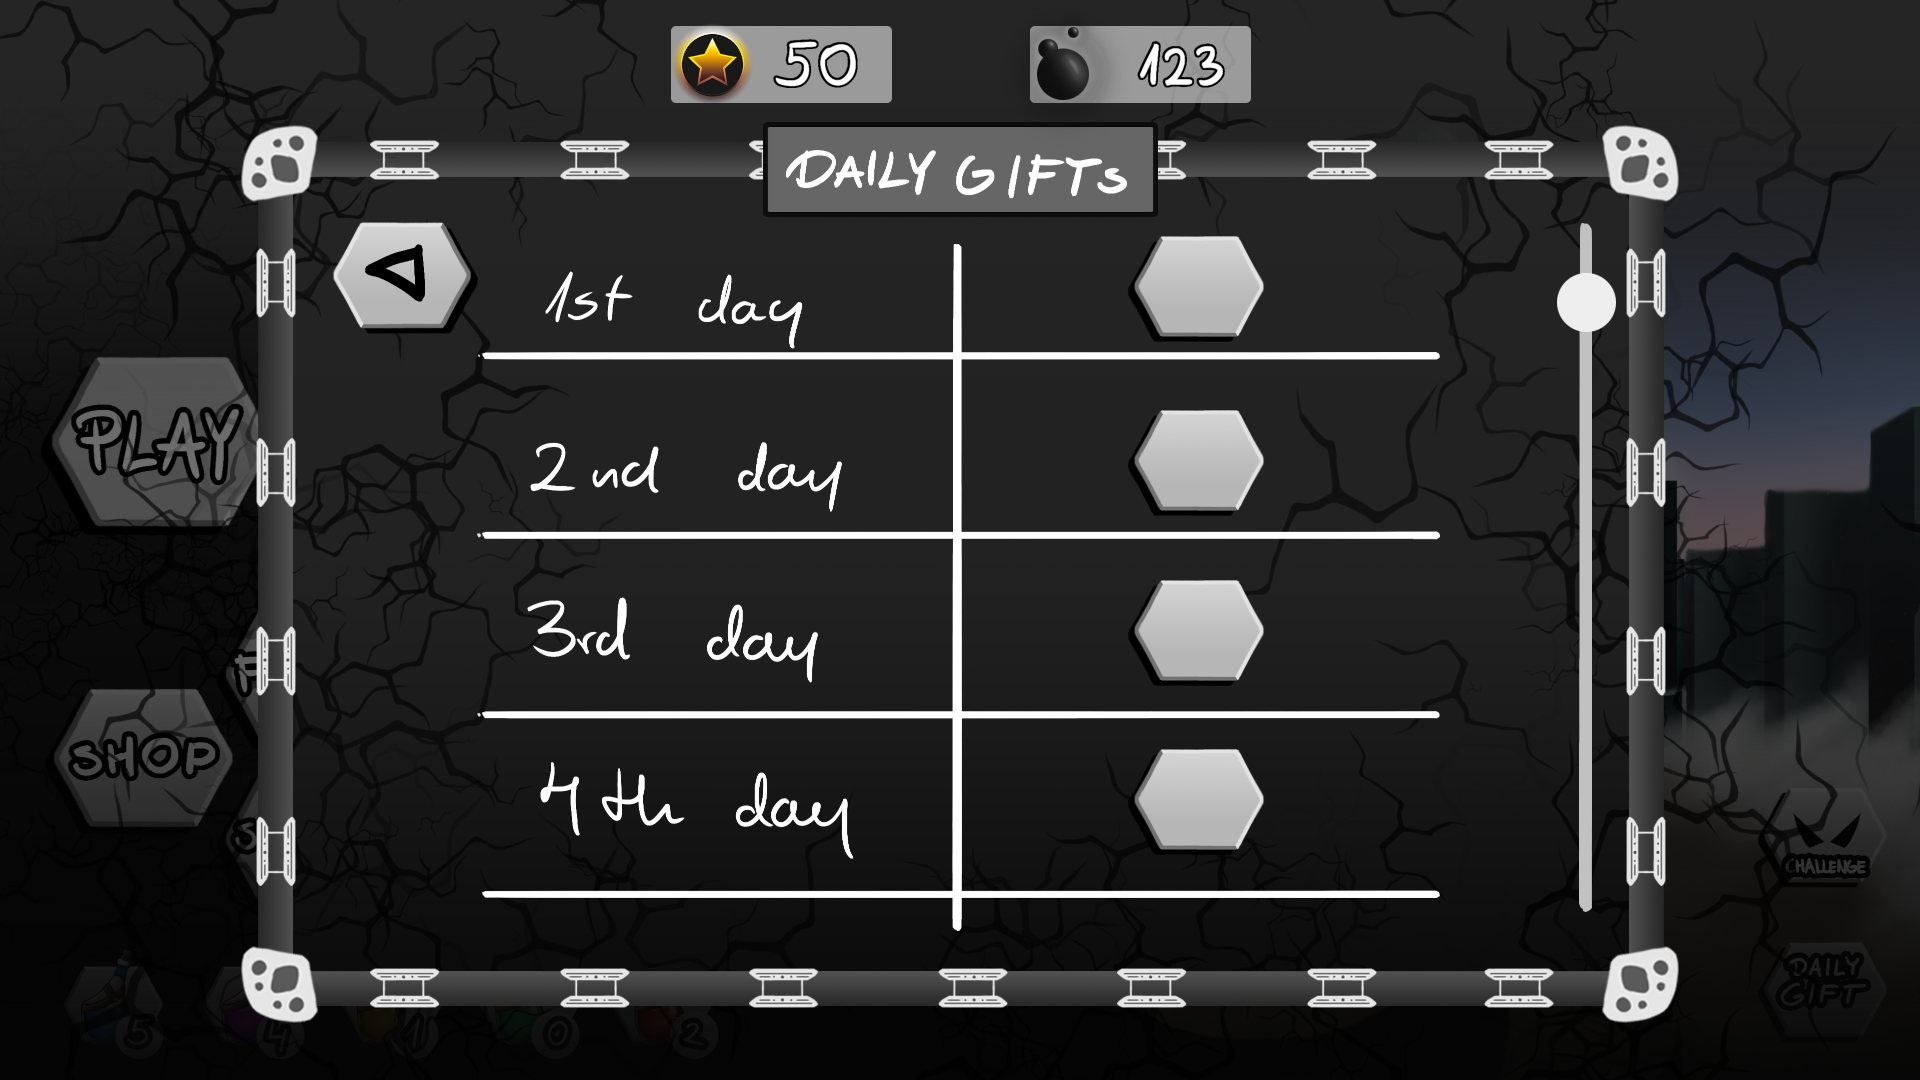 50
123
DAILY GIFTs
1st day
2nd day
3rd day
4th day
PLAY
SHOP
CHALLENGE
DAILY
GIFT
5
4
1
0
2